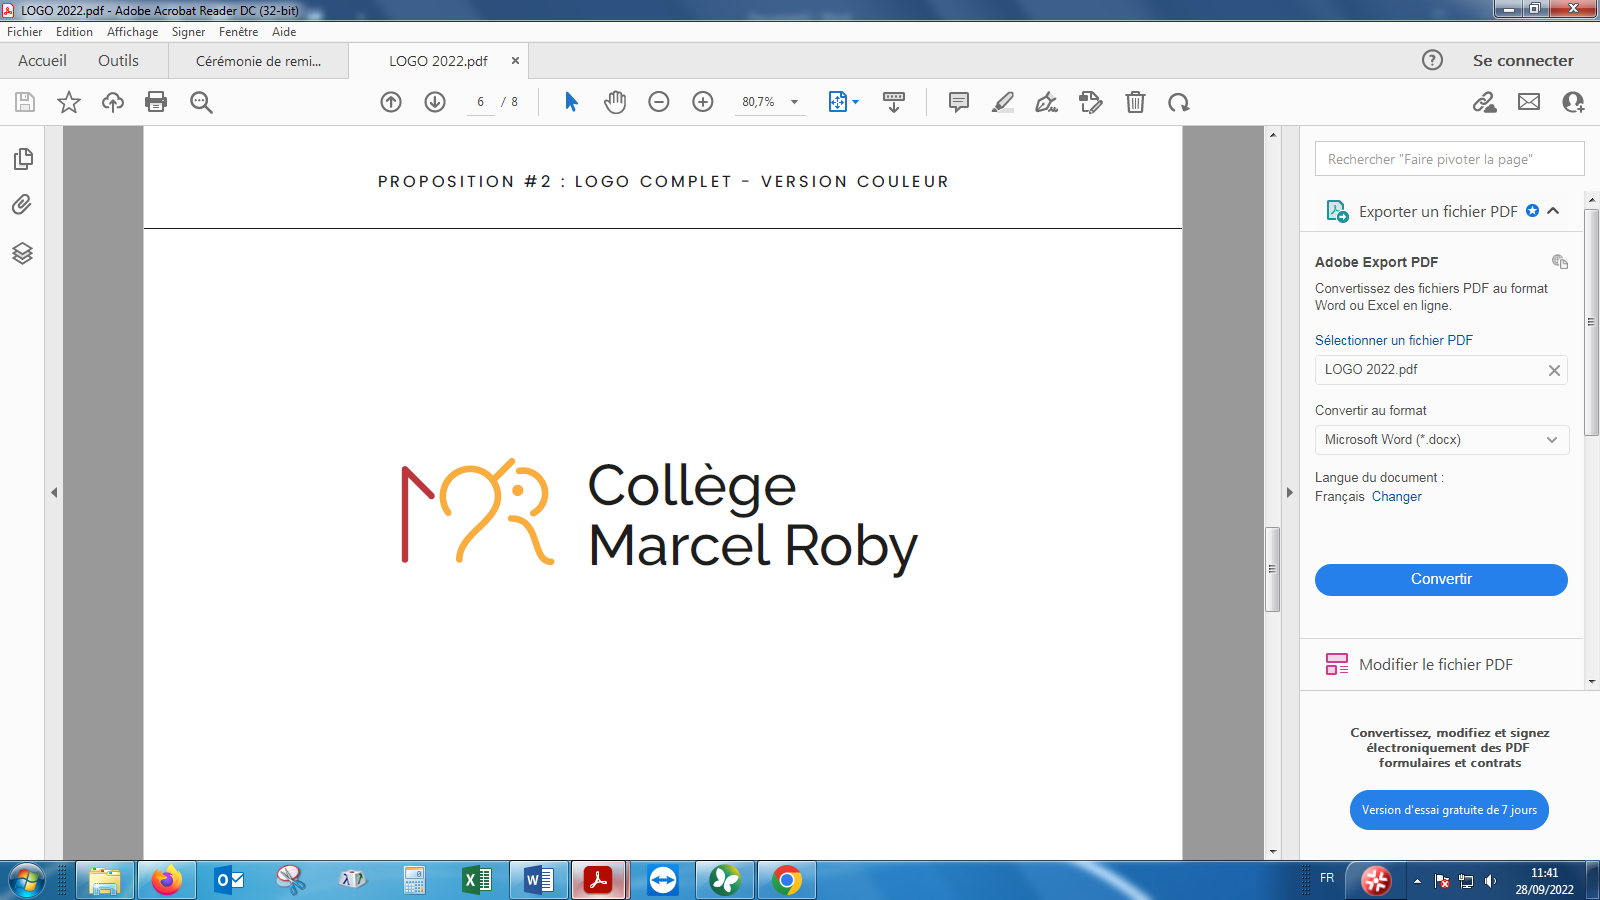 LOGO 2022.pdf - Adobe Acrobat Reader DC (32-bit)
Fichier Edition Affichage Signer Fenêtre Aide
Accueil Outils Cérémonie de remi... LOGO 2022.pdf Se connecter
6 / 8 80,7%
PROPOSITION #2 : LOGO COMPLET - VERSION COULEUR
Collège
Marcel Roby
Rechercher "Faire pivoter la page"
Exporter un fichier PDF
Adobe Export PDF
Convertissez des fichiers PDF au format
Word ou Excel en ligne.
Sélectionner un fichier PDF
LOGO 2022.pdf
Convertir au format
Microsoft Word (*.docx)
Langue du document :
Français Changer
Convertir
Modifier le fichier PDF
Convertissez, modifiez et signez
électroniquement des PDF
formulaires et contrats
Version d'essai gratuite de 7 jours
FR
11:41
28/09/2022